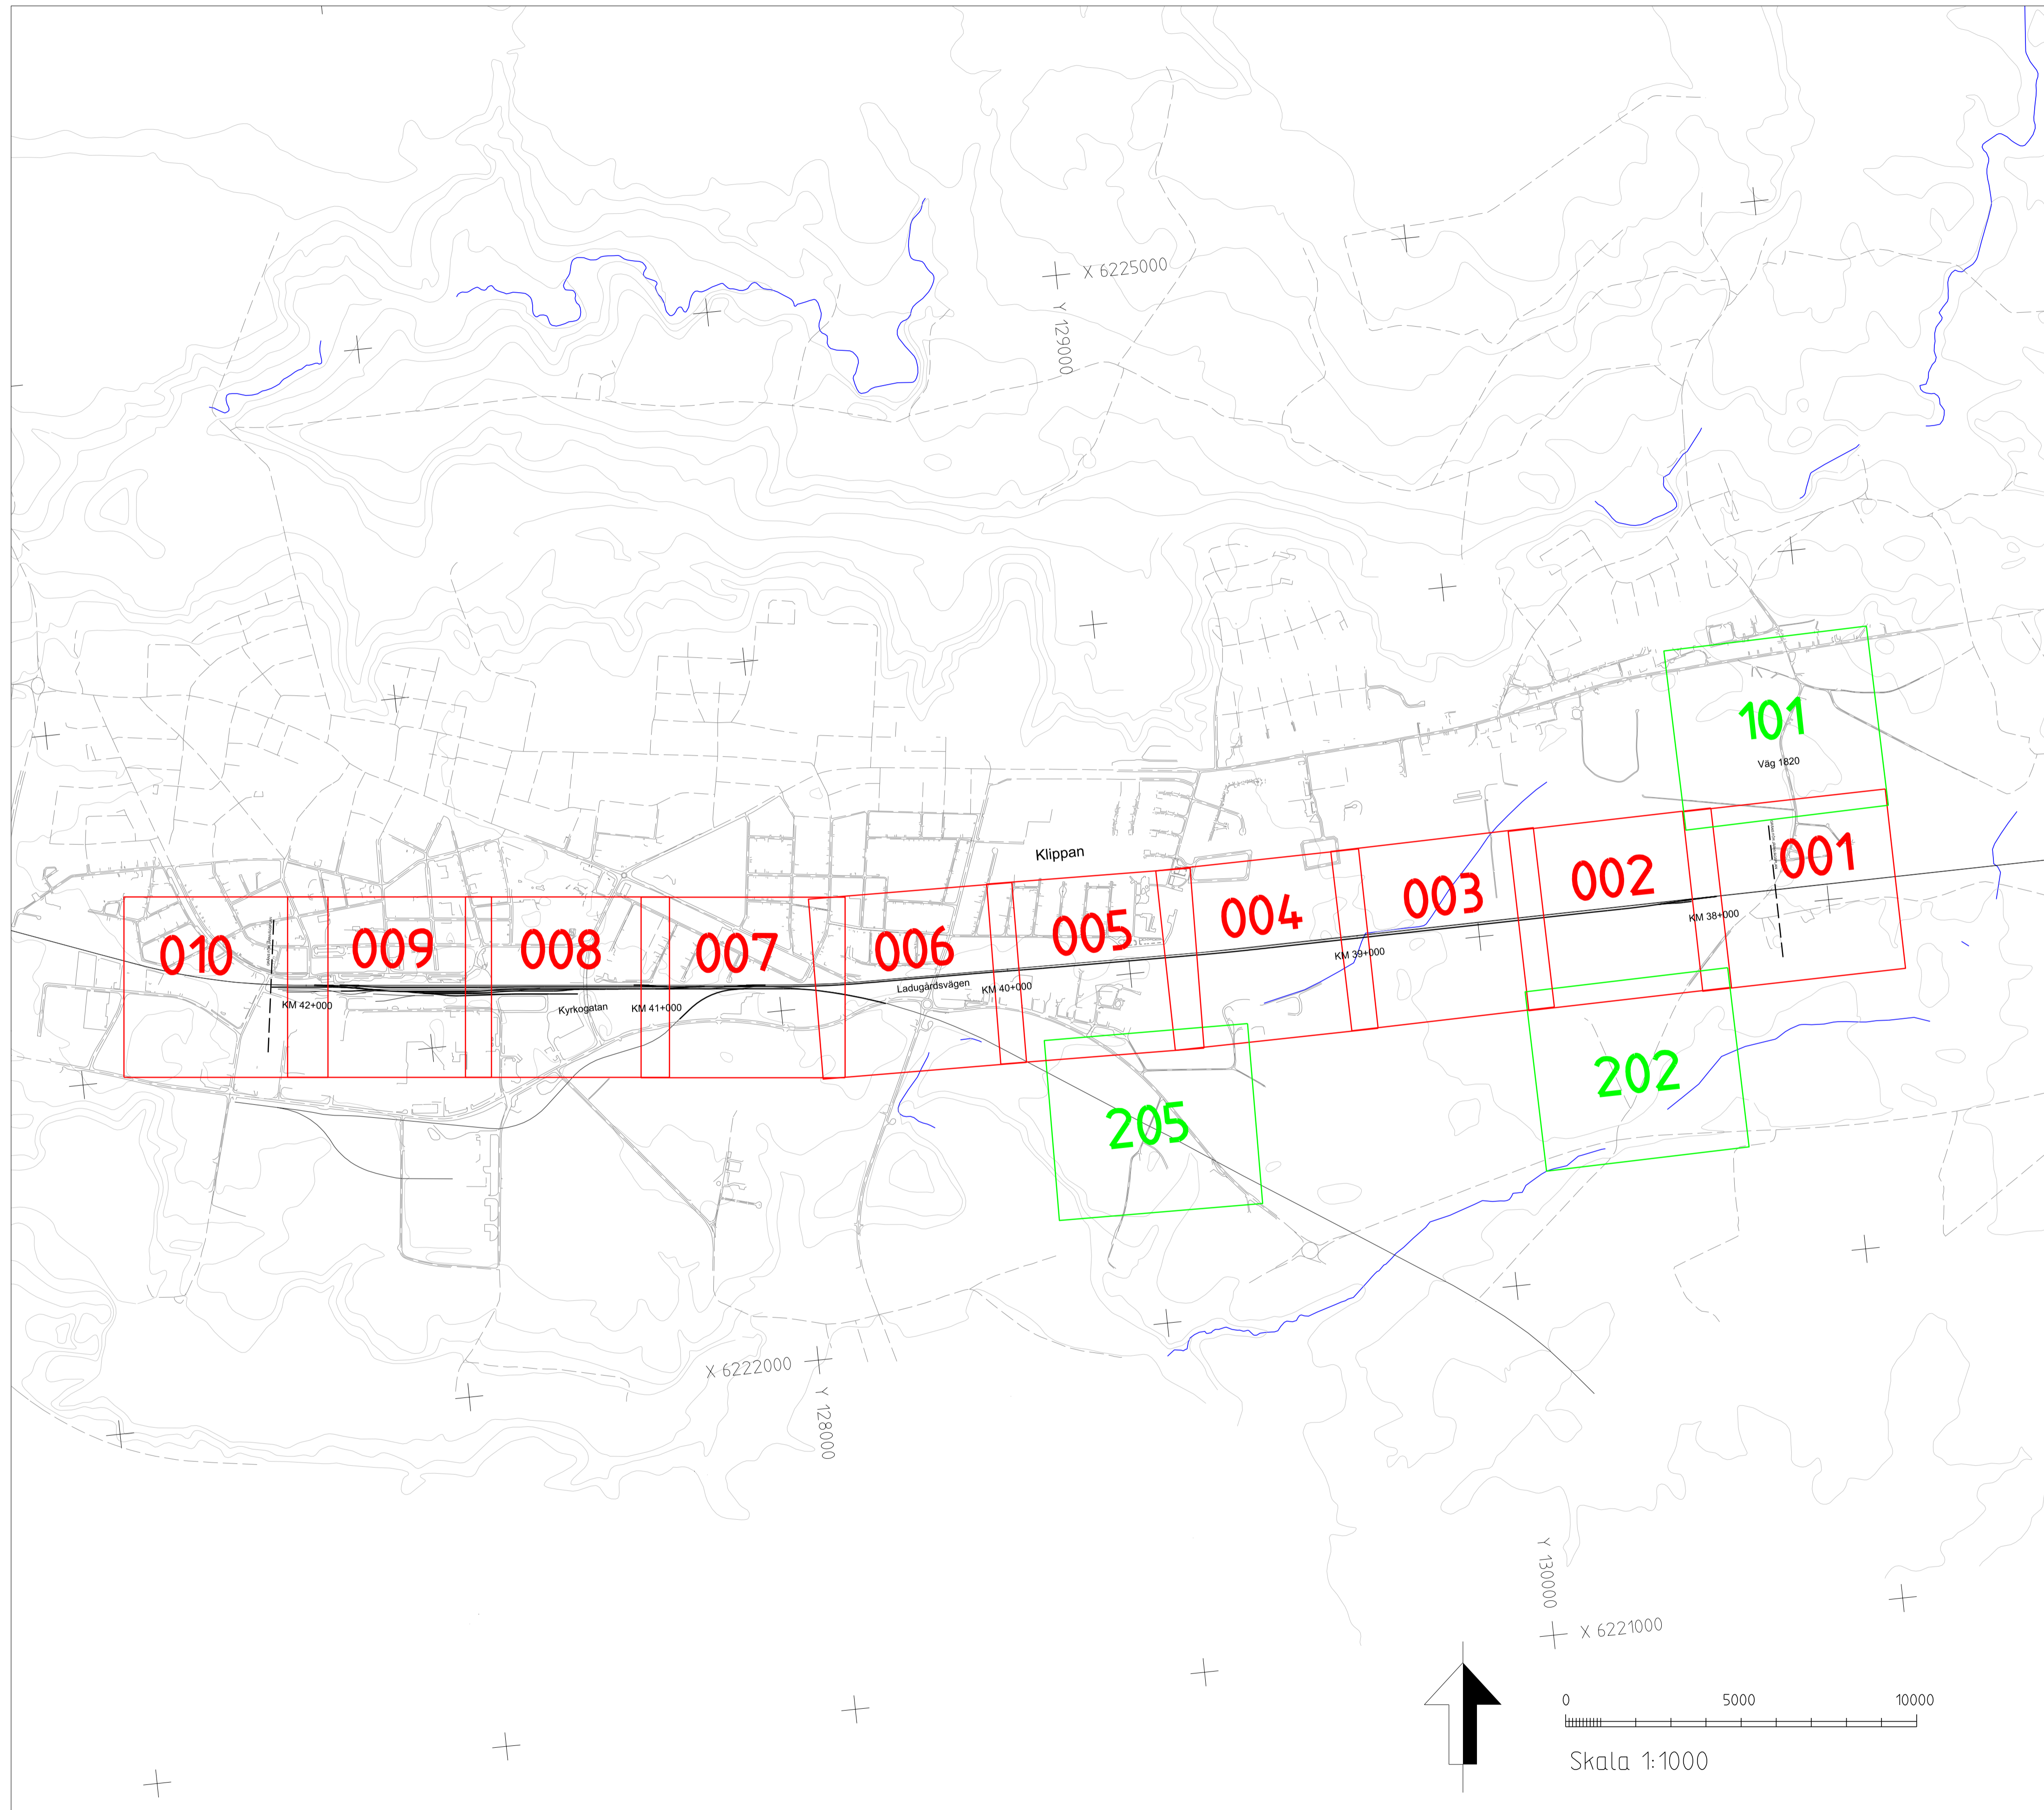 X 6225000
Y 129000
101
Väg 1820
Klippan
001
002
003
004
005
006
007
008
009
010
KM 38+000
KM 39+000
Ladugårdsvägen
KM 40+000
KM 42+000
Kyrkogatan
KM 41+000
202
205
X 6222000
Y 128000
Y 130000
X 6221000
0 5000 10000
Skala 1:1000